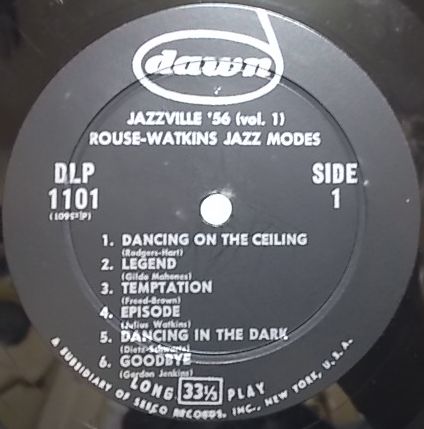 dawn
JAZZVILLE '56 (vol. 1)
ROUSE-WATKINS JAZZ MODES
DLP
1101
SIDE
1
1. DANCING ON THE CEILING
(Rodgers-Hart)
2. LEGEND
(Gildo Mahones)
3. TEMPTATION
(Freed-Brown)
4. EPISODE
(Julius Watkins)
5. DANCING IN THE DARK
(Dietz-Schwartz)
6. GOODBYE
(Gordon Jenkins)
LONG 33⅓ PLAY
A SUBSIDIARY OF SEECO RECORDS, INC., NEW YORK, U.S.A.